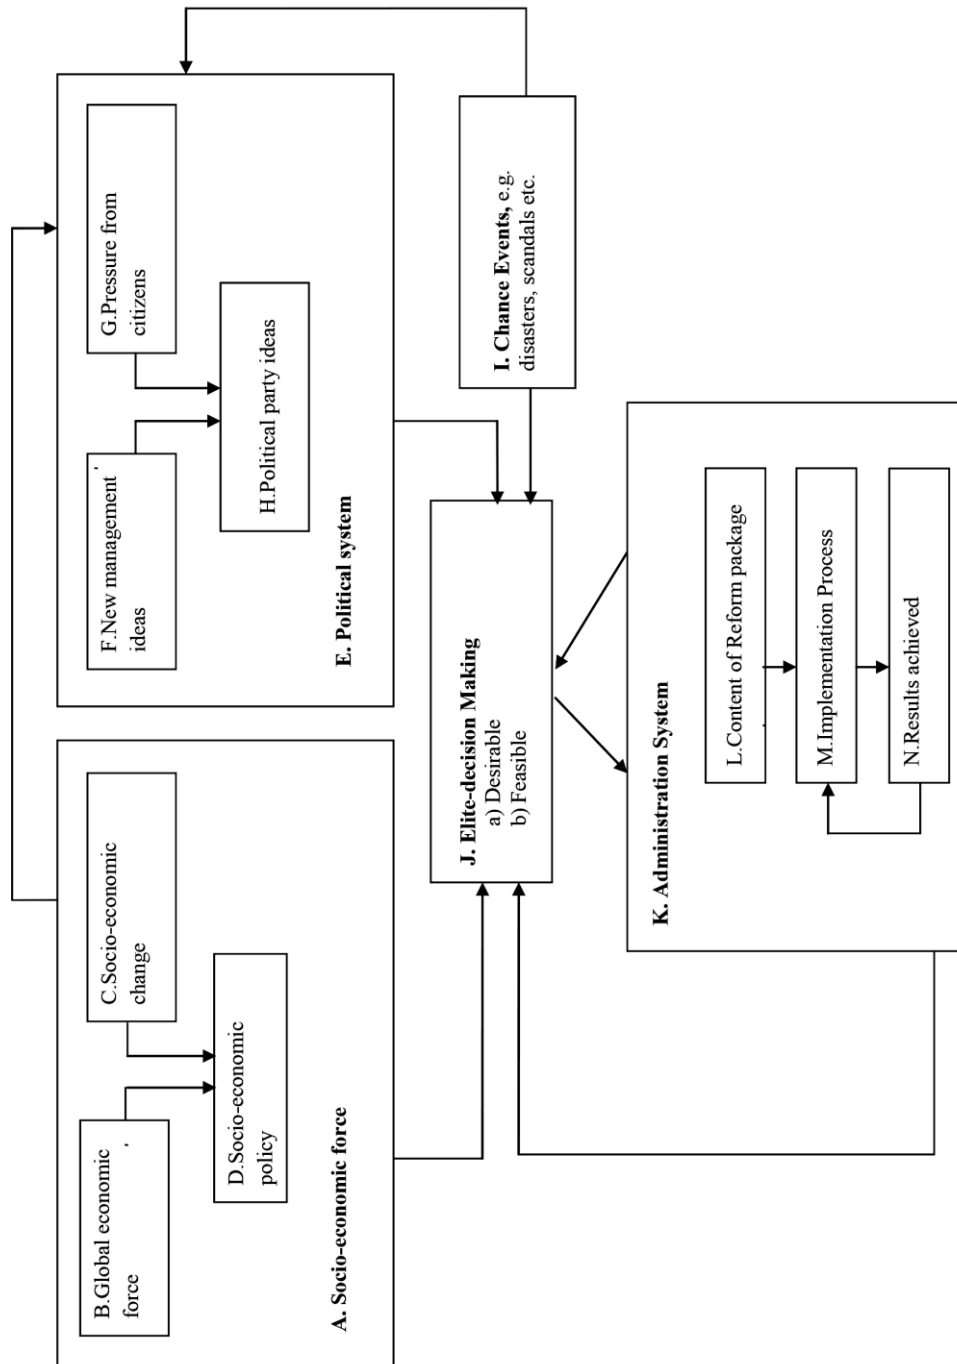 B.Global economic
force
C.Socio-economic
change
D.Socio-economic
policy
A. Socio-economic force
F.New management
ideas
G.Pressure from
citizens
H.Political party ideas
E. Political system
J. Elite-decision Making
a) Desirable
b) Feasible
I. Chance Events, e.g.
disasters, scandals etc.
K. Administration System
L.Content of Reform package
M.Implementation Process
N.Results achieved